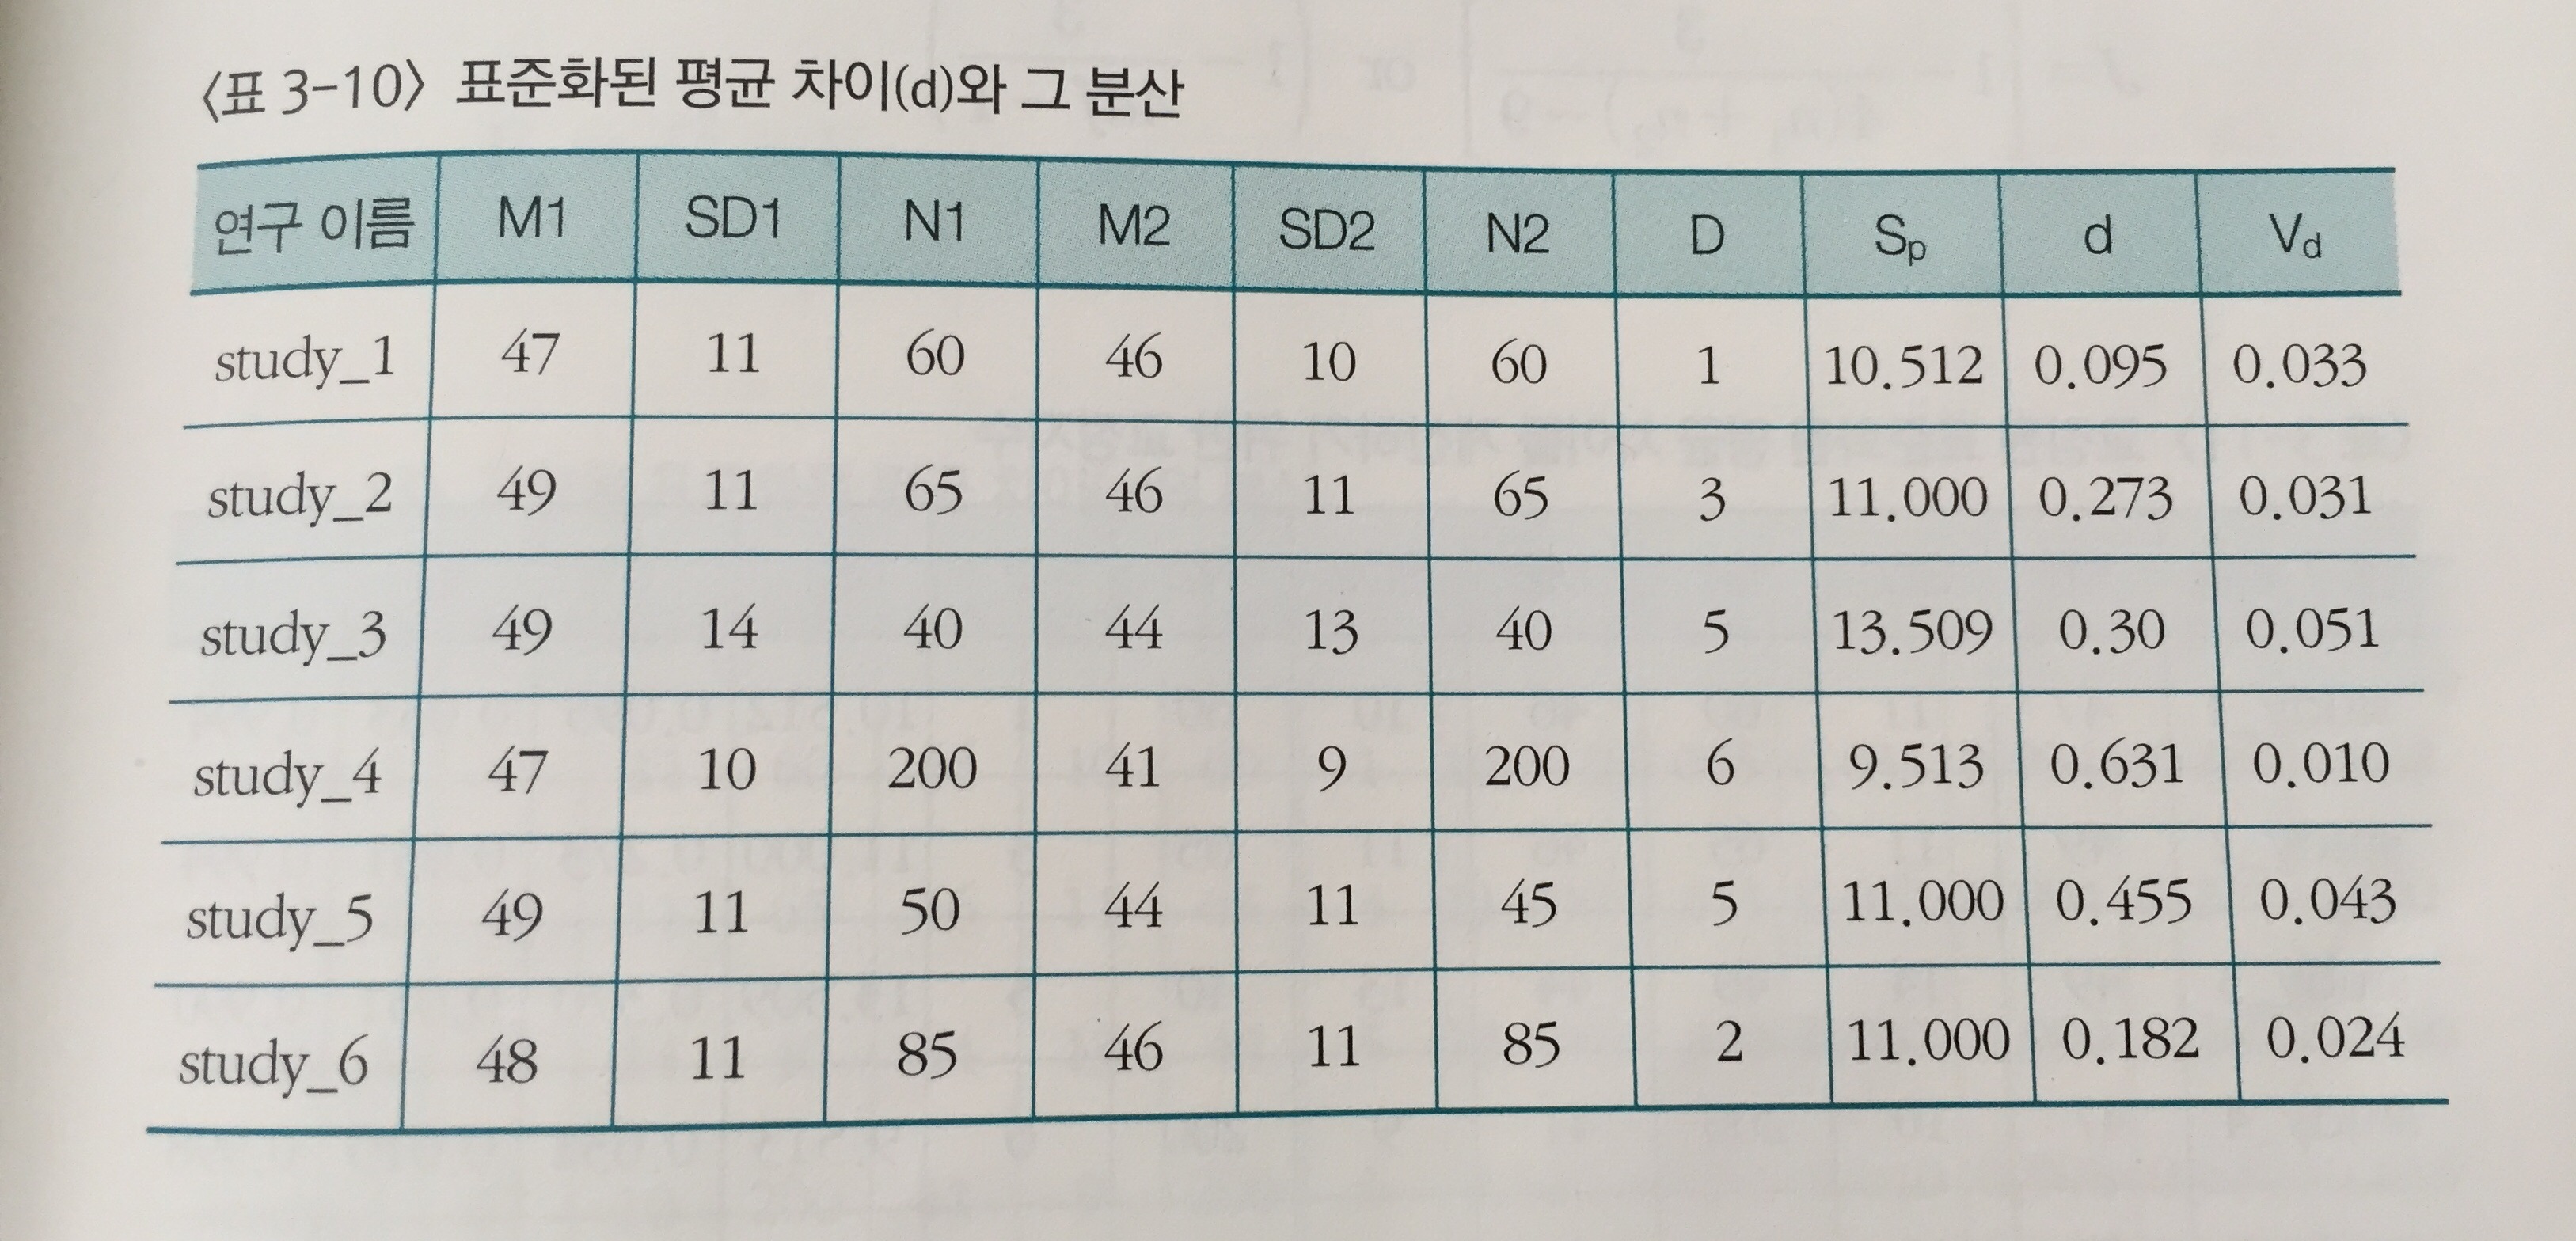 〈표 3-10〉 표준화된 평균 차이(d)와 그 분산
연구 이름 M1 SD1 N1 M2 SD2 N2 D Sp d Vd
study_1 47 11 60 46 10 60 1 10.512 0.095 0.033
study_2 49 11 65 46 11 65 3 11.000 0.273 0.031
study_3 49 14 40 44 13 40 5 13.509 0.30 0.051
study_4 47 10 200 41 9 200 6 9.513 0.631 0.010
study_5 49 11 50 44 11 45 5 11.000 0.455 0.043
study_6 48 11 85 46 11 85 2 11.000 0.182 0.024